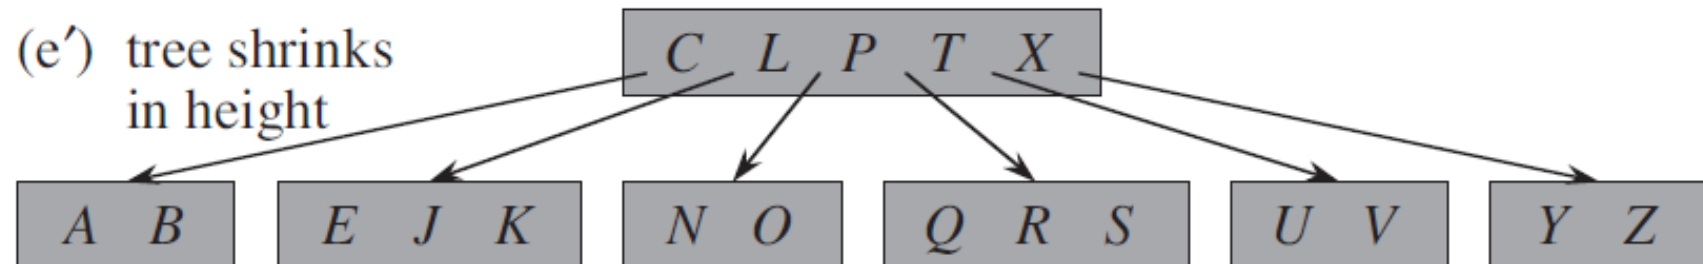 (e′) tree shrinks
in height
C L P T X
A B
E J K
N O
Q R S
U V
Y Z